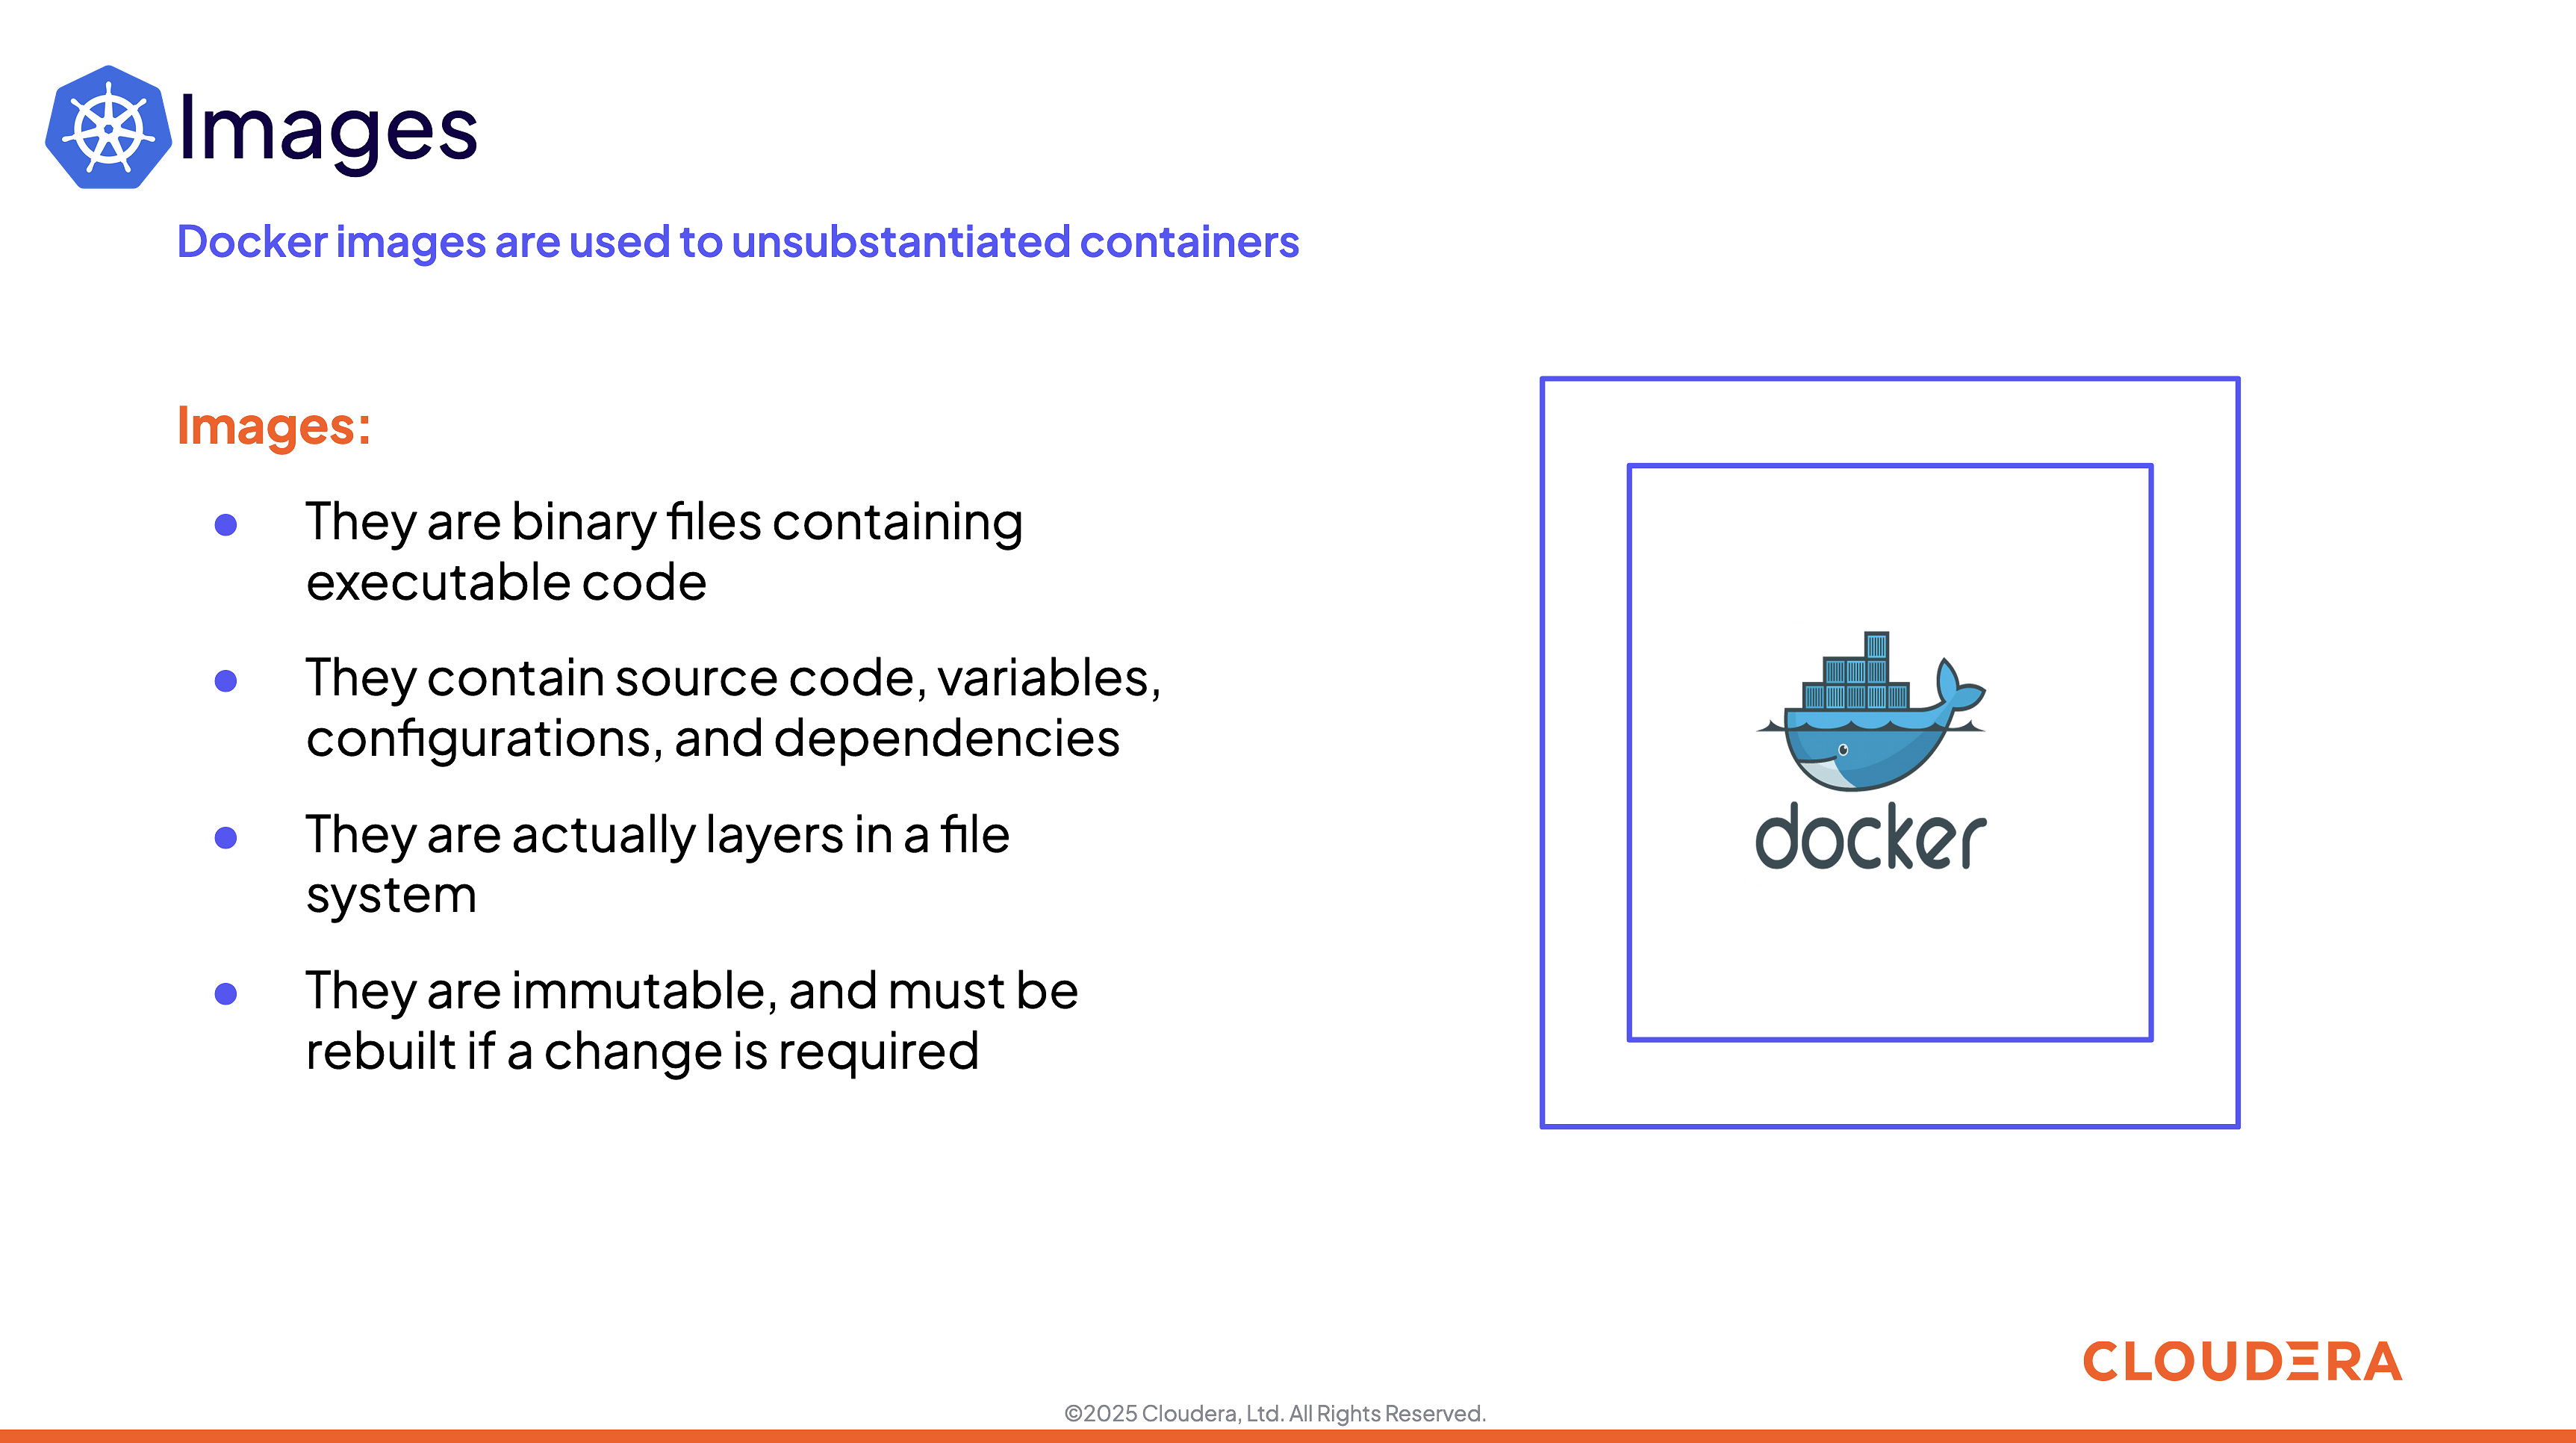 Images
Docker images are used to unsubstantiated containers
Images:
They are binary files containing
executable code
They contain source code, variables,
configurations, and dependencies
They are actually layers in a file
system
They are immutable, and must be
rebuilt if a change is required
docker
CLOUDERA
©2025 Cloudera, Ltd. All Rights Reserved.